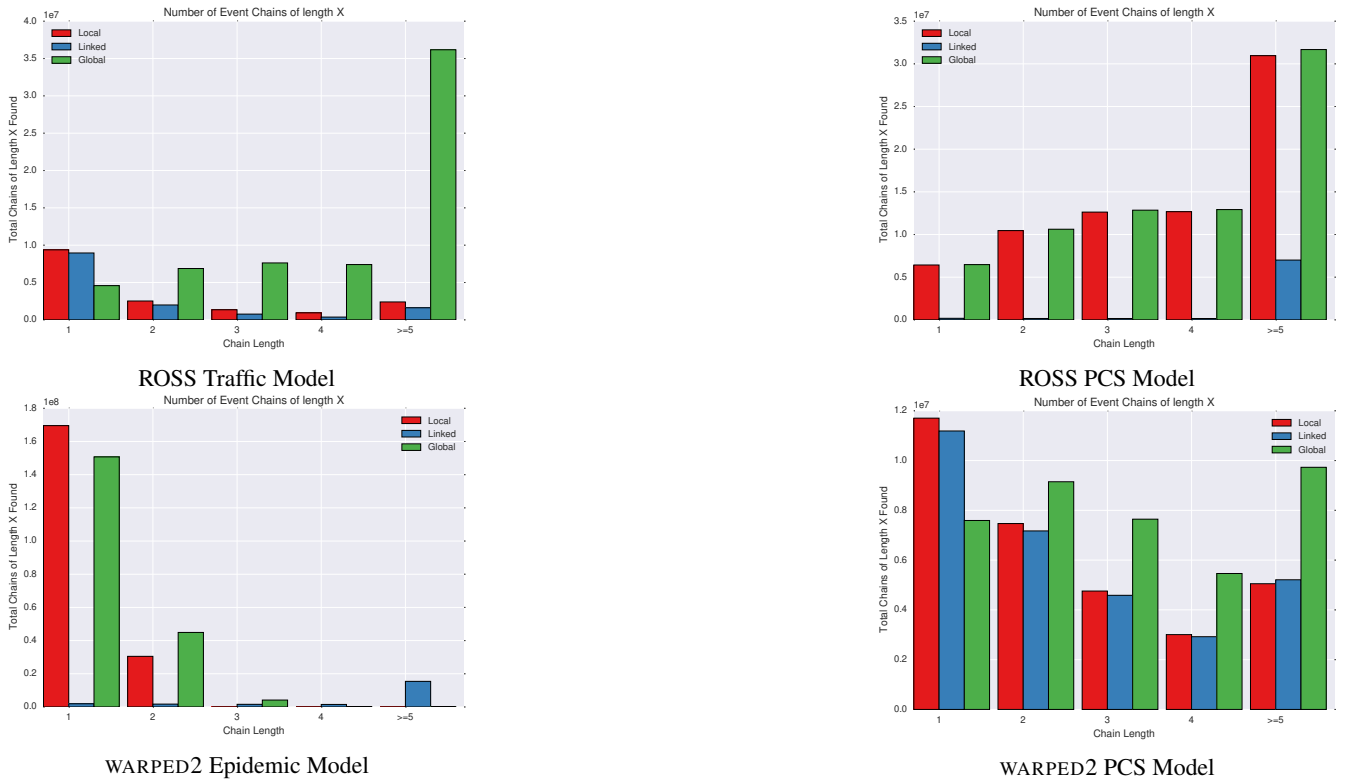 Number of Event Chains of length X
1e7
4.0
3.5
3.0
2.5
2.0
1.5
1.0
0.5
0.0
Total Chains of Length X Found
Local
Linked
Global
1 2 3 4 >=5
Chain Length
ROSS Traffic Model
Number of Event Chains of length X
1e7
3.5
3.0
2.5
2.0
1.5
1.0
0.5
0.0
Total Chains of Length X Found
Local
Linked
Global
1 2 3 4 >=5
Chain Length
ROSS PCS Model
Number of Event Chains of length X
1e8
1.8
1.6
1.4
1.2
1.0
0.8
0.6
0.4
0.2
0.0
Total Chains of Length X Found
Local
Linked
Global
1 2 3 4 >=5
Chain Length
WARPED2 Epidemic Model
Number of Event Chains of length X
1e7
1.2
1.0
0.8
0.6
0.4
0.2
0.0
Total Chains of Length X Found
Local
Linked
Global
1 2 3 4 >=5
Chain Length
WARPED2 PCS Model